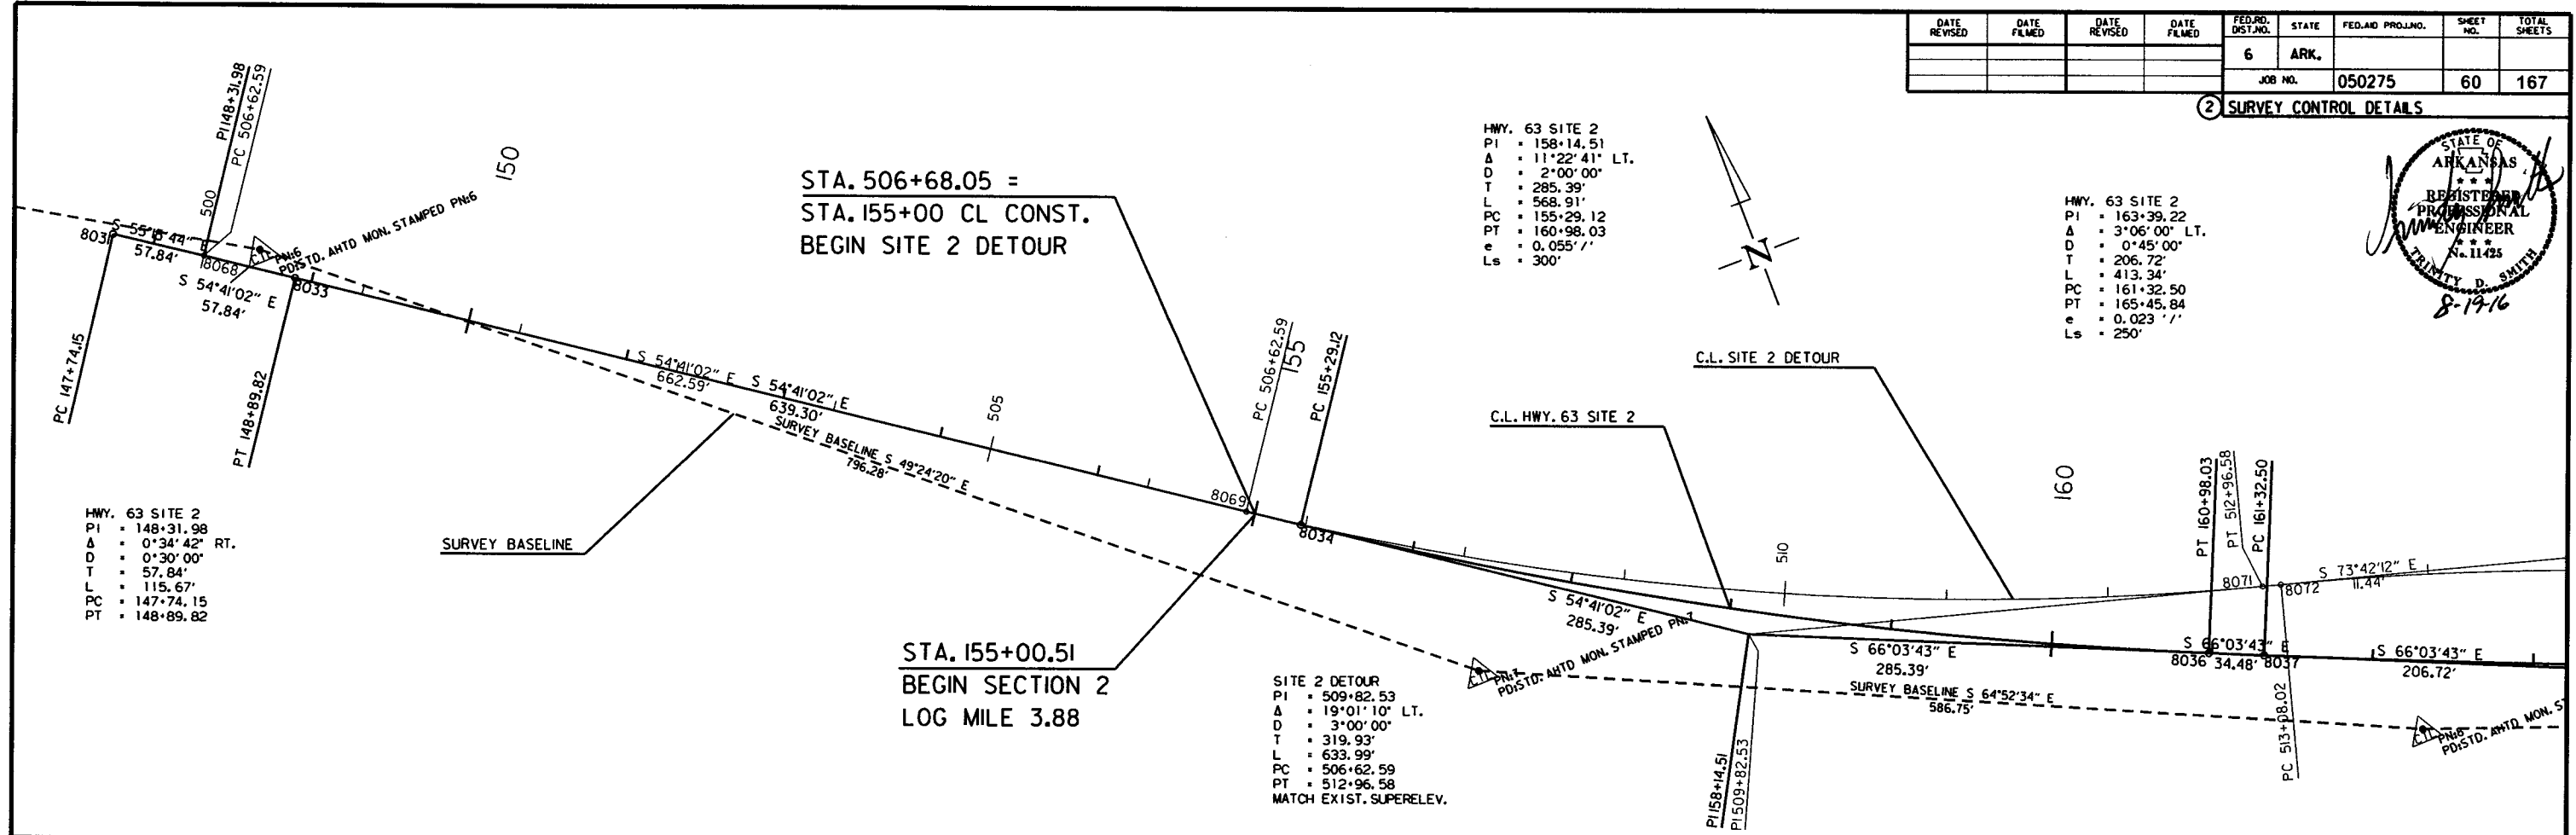 DATE REVISED
DATE FILMED
DATE REVISED
DATE FILMED
FED.RD. DIST.NO.
STATE
FED.AID PROJ.NO.
SHEET NO.
TOTAL SHEETS
6
ARK.
JOB NO.
050275
60
167
2 SURVEY CONTROL DETAILS
STATE OF
ARKANSAS
* * *
REGISTERED
PROFESSIONAL
ENGINEER
* * *
No. 11425
TRINITY D. SMITH
8-19-16
PI 148+31.98
PC 506+62.59
500
150
8031
S 55°15'44" E
57.84'
8068
S 54°41'02" E
57.84'
CTL
PN:6
PD:STD. AHTD MON. STAMPED PN:6
8033
PC 147+74.15
PT 148+89.82
HWY. 63 SITE 2
PI = 148+31.98
Δ = 0°34'42" RT.
D = 0°30'00"
T = 57.84'
L = 115.67'
PC = 147+74.15
PT = 148+89.82
SURVEY BASELINE
S 54°41'02" E
662.59'
S 54°41'02" E
639.30'
SURVEY BASELINE S 49°24'20" E
796.28'
505
STA. 506+68.05 =
STA. 155+00 CL CONST.
BEGIN SITE 2 DETOUR
PC 506+62.59
155
PC 155+29.12
8069
8034
STA. 155+00.51
BEGIN SECTION 2
LOG MILE 3.88
HWY. 63 SITE 2
PI = 158+14.51
Δ = 11°22'41" LT.
D = 2°00'00"
T = 285.39'
L = 568.91'
PC = 155+29.12
PT = 160+98.03
e = 0.055'/'
Ls = 300'
N
HWY. 63 SITE 2
PI = 163+39.22
Δ = 3°06'00" LT.
D = 0°45'00"
T = 206.72'
L = 413.34'
PC = 161+32.50
PT = 165+45.84
e = 0.023 '/'
Ls = 250'
C.L. SITE 2 DETOUR
C.L. HWY. 63 SITE 2
510
160
S 54°41'02" E
285.39'
CTL
PN:7
PD:STD. AHTD MON. STAMPED PN:7
SITE 2 DETOUR
PI = 509+82.53
Δ = 19°01'10" LT.
D = 3°00'00"
T = 319.93'
L = 633.99'
PC = 506+62.59
PT = 512+96.58
MATCH EXIST. SUPERELEV.
PI 158+14.51
PI 509+82.53
S 66°03'43" E
285.39'
SURVEY BASELINE S 64°52'34" E
586.75'
PT 160+98.03
PT 512+96.58
PC 161+32.50
8071
8072
S 73°42'12" E
11.44'
8036
S 66°03'43" E
34.48'
8037
S 66°03'43" E
206.72'
PC 513+08.02
CTL
PN:8
PD:STD. AHTD MON. S